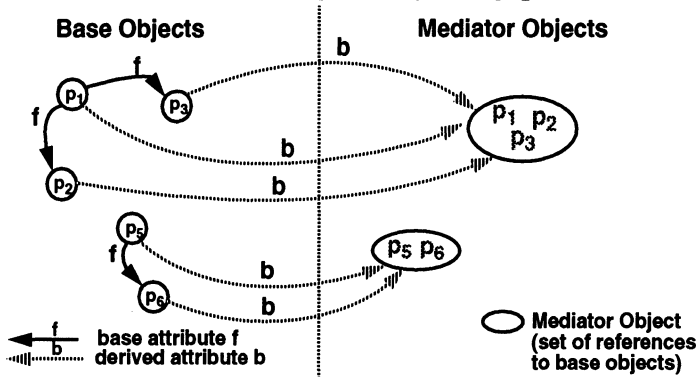 Base Objects
Mediator Objects
b
f
p1
p3
p1 p2
p3
f
b
p2
b
p5
f
p5 p6
b
p6
b
f
base attribute f
b
derived attribute b
Mediator Object
(set of references
to base objects)